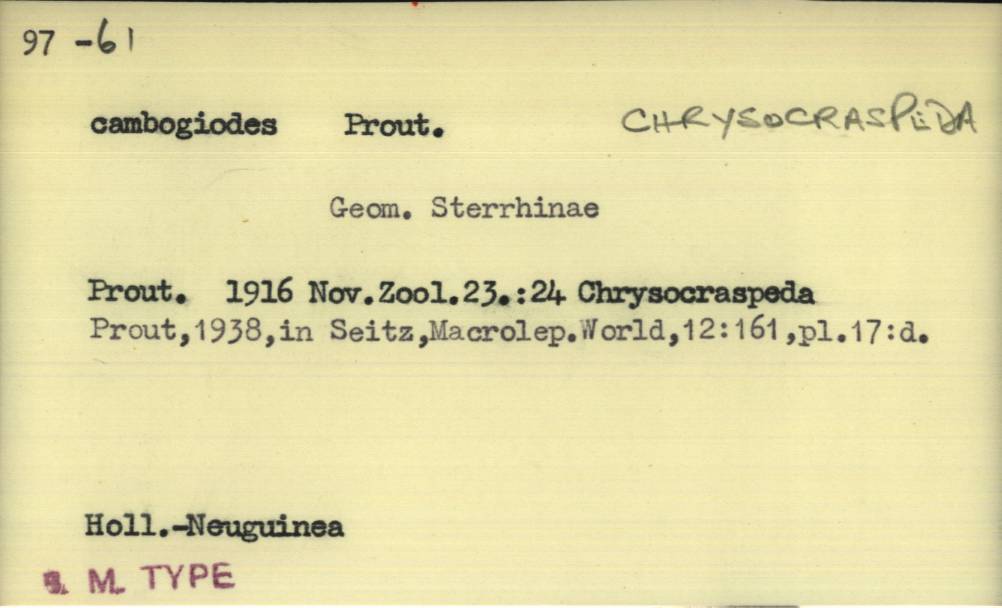 97 -61
cambogiodes Prout. CHRYSOCRASPEDA
Geom. Sterrhinae
Prout. 1916 Nov.Zool.23.:24 Chrysocraspeda
Prout,1938,in Seitz,Macrolep.World,12:161,pl.17:d.
Holl.-Neuguinea
M. TYPE